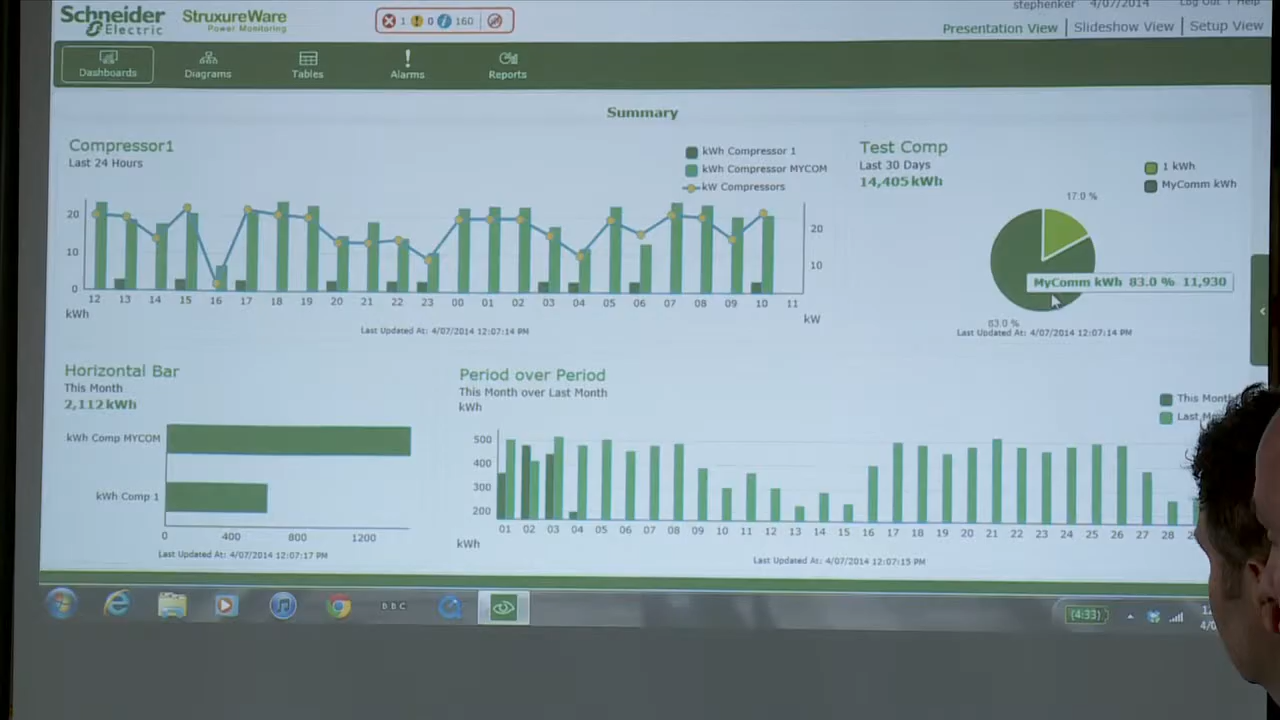 Schneider
Electric
StruxureWare
Power Monitoring
1 0 160
stephenker 4/07/2014 Log Out Help
Presentation View Slideshow View Setup View
Dashboards
Diagrams
Tables
Alarms
Reports
Summary
Compressor1
Last 24 Hours
kWh Compressor 1
kWh Compressor MYCOM
kW Compressors
20
10
0
20
10
12 13 14 15 16 17 18 19 20 21 22 23 00 01 02 03 04 05 06 07 08 09 10 11
kWh
kW
Last Updated At: 4/07/2014 12:07:14 PM
Test Comp
Last 30 Days
14,405 kWh
1 kWh
MyComm kWh
17.0 %
MyComm kWh 83.0 % 11,930
83.0 %
Last Updated At: 4/07/2014 12:07:14 PM
Horizontal Bar
This Month
2,112 kWh
kWh Comp MYCOM
kWh Comp 1
0 400 800 1200
Last Updated At: 4/07/2014 12:07:17 PM
Period over Period
This Month over Last Month
kWh
This Month
Last
500
400
300
200
01 02 03 04 05 06 07 08 09 10 11 12 13 14 15 16 17 18 19 20 21 22 23 24 25 26 27 28
kWh
Last Updated At: 4/07/2014 12:07:15 PM
BBC
(4:33)